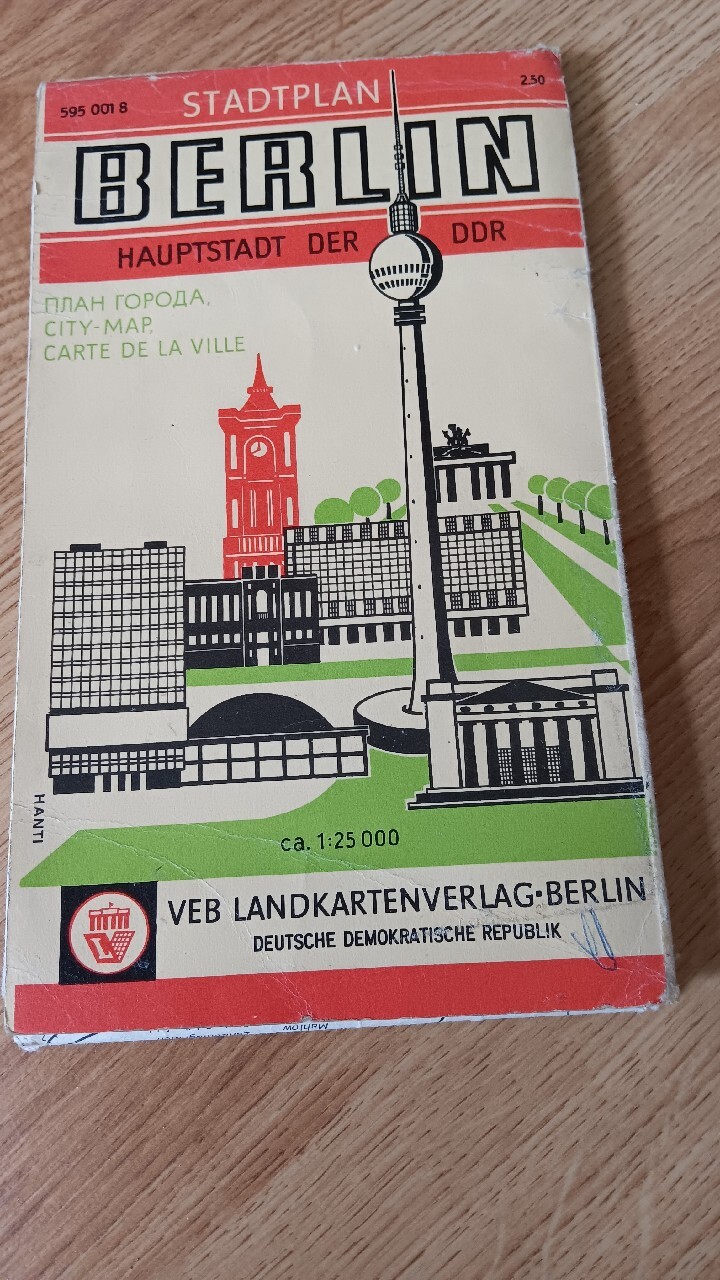 595 001 8
STADTPLAN
2.50
BERLIN
HAUPTSTADT DER DDR
ПЛАН ГОРОДА,
CITY-MAP,
CARTE DE LA VILLE
HANTI
ca. 1:25 000
VEB LANDKARTENVERLAG·BERLIN
DEUTSCHE DEMOKRATISCHE REPUBLIK
Mahlow